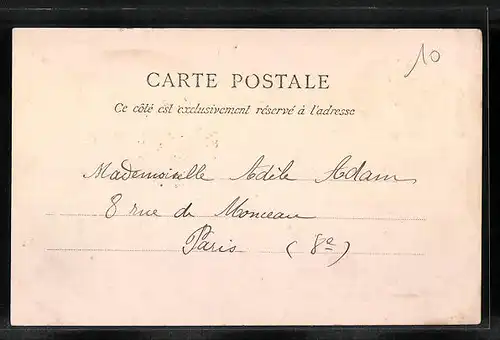 10
CARTE POSTALE
Ce côté est exclusivement réservé à l'adresse
Mademoiselle Adèle Adam
8 rue de Monceau
Paris (8e)